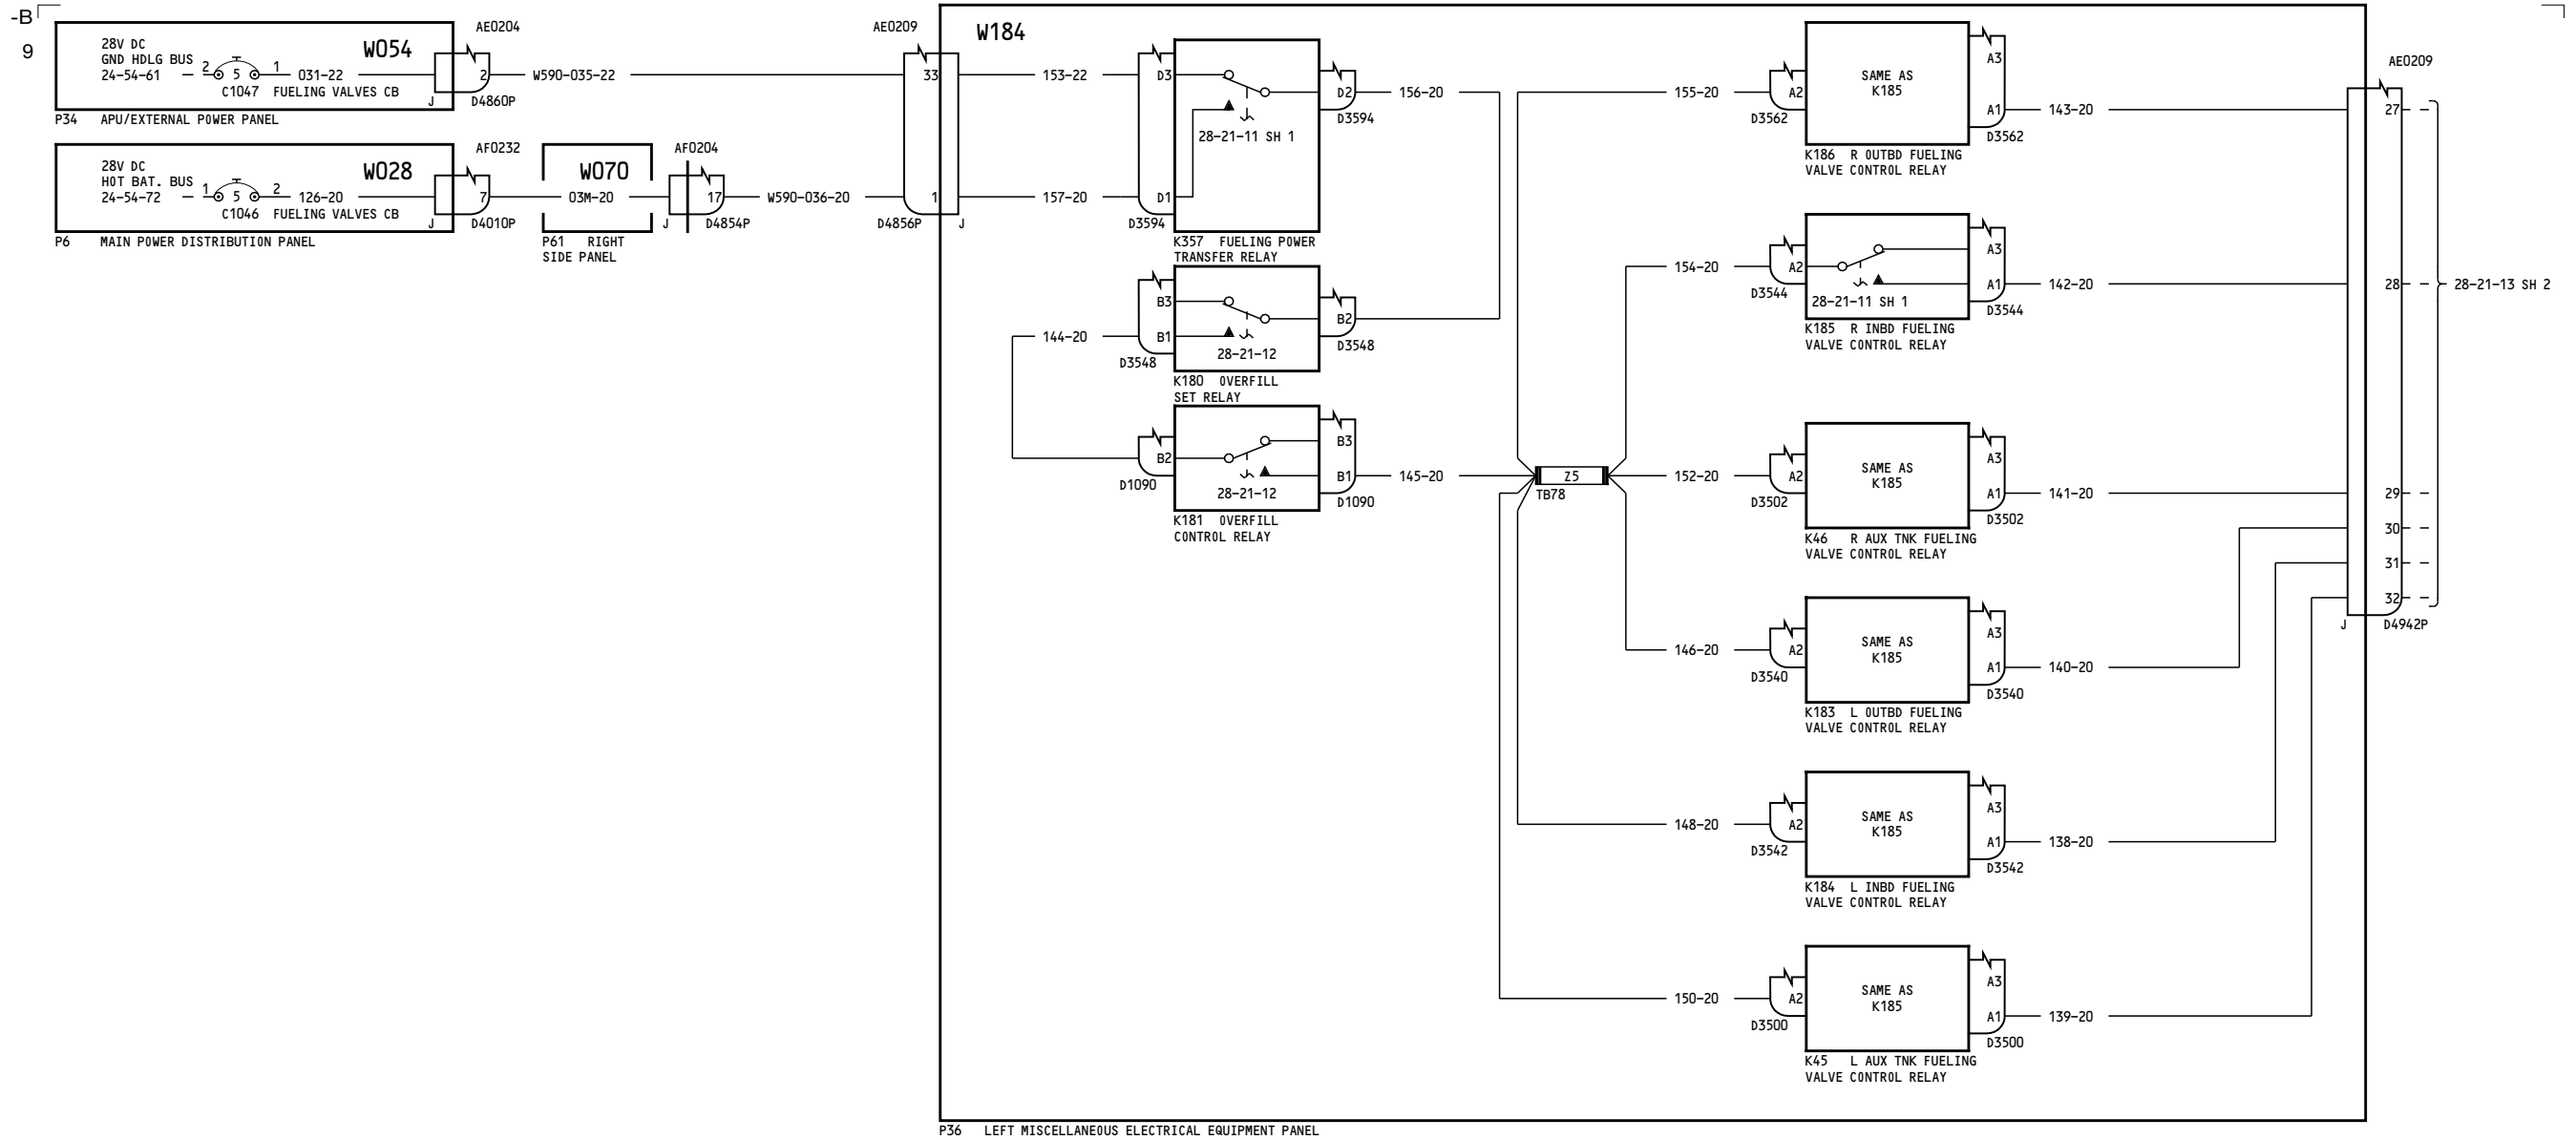 -B
9
28V DC
GND HDLG BUS
24-54-61
2
5
1
031-22
C1047 FUELING VALVES CB
W054
AE0204
J
2
D4860P
P34 APU/EXTERNAL POWER PANEL
W590-035-22
28V DC
HOT BAT. BUS
24-54-72
1
5
2
126-20
C1046 FUELING VALVES CB
W028
AF0232
J
7
D4010P
P6 MAIN POWER DISTRIBUTION PANEL
W070
03M-20
P61 RIGHT
SIDE PANEL
AF0204
J
17
D4854P
W590-036-20
AE0209
33
1
D4856P
J
W184
153-22
157-20
D3
D1
D3594
28-21-11 SH 1
D2
D3594
K357 FUELING POWER
TRANSFER RELAY
156-20
144-20
B3
B1
D3548
28-21-12
B2
D3548
K180 OVERFILL
SET RELAY
B2
D1090
28-21-12
B3
B1
D1090
K181 OVERFILL
CONTROL RELAY
145-20
Z5
TB78
155-20
A2
D3562
SAME AS
K185
A3
A1
D3562
143-20
K186 R OUTBD FUELING
VALVE CONTROL RELAY
154-20
A2
D3544
28-21-11 SH 1
A3
A1
D3544
142-20
K185 R INBD FUELING
VALVE CONTROL RELAY
152-20
A2
D3502
SAME AS
K185
A3
A1
D3502
141-20
K46 R AUX TNK FUELING
VALVE CONTROL RELAY
146-20
A2
D3540
SAME AS
K185
A3
A1
D3540
140-20
K183 L OUTBD FUELING
VALVE CONTROL RELAY
148-20
A2
D3542
SAME AS
K185
A3
A1
D3542
138-20
K184 L INBD FUELING
VALVE CONTROL RELAY
150-20
A2
D3500
SAME AS
K185
A3
A1
D3500
139-20
K45 L AUX TNK FUELING
VALVE CONTROL RELAY
AE0209
27
28
29
30
31
32
J
D4942P
28-21-13 SH 2
P36 LEFT MISCELLANEOUS ELECTRICAL EQUIPMENT PANEL